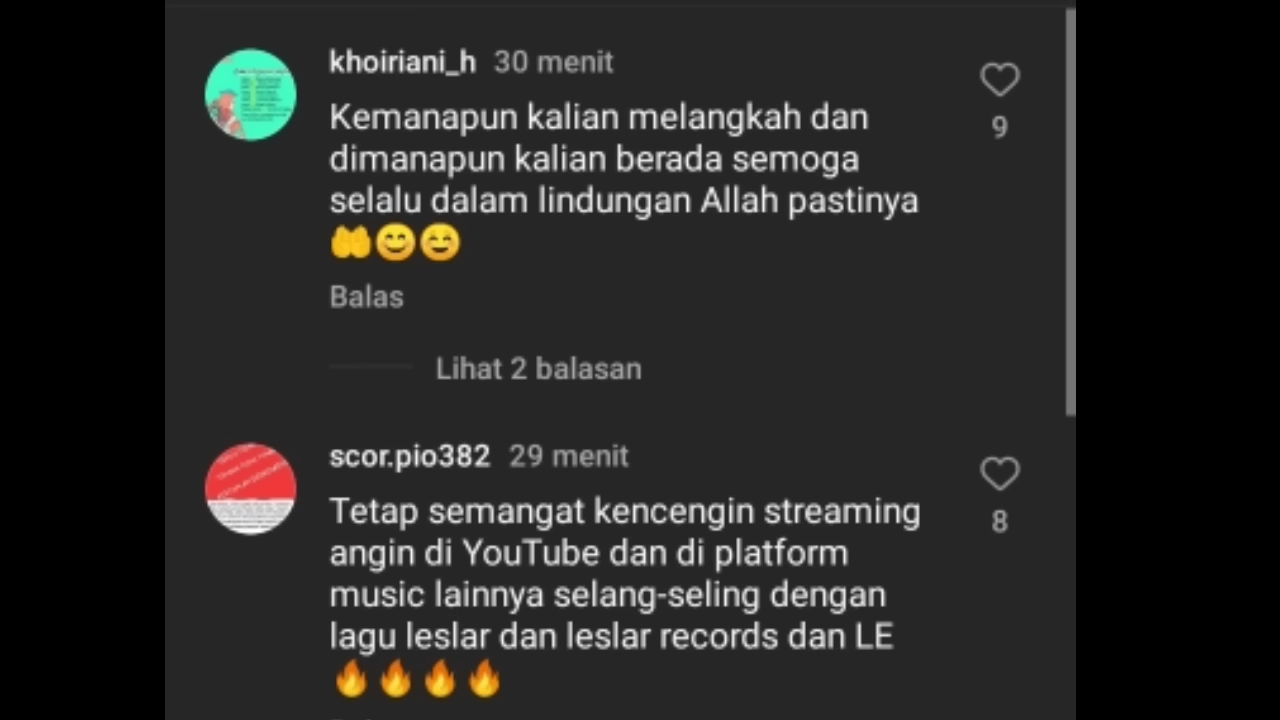 khoiriani_h 30 menit
Kemanapun kalian melangkah dan
dimanapun kalian berada semoga
selalu dalam lindungan Allah pastinya
🤲😊☺️
9
Balas
Lihat 2 balasan
scor.pio382 29 menit
Tetap semangat kencengin streaming
angin di YouTube dan di platform
music lainnya selang-seling dengan
lagu leslar dan leslar records dan LE
🔥🔥🔥🔥
8